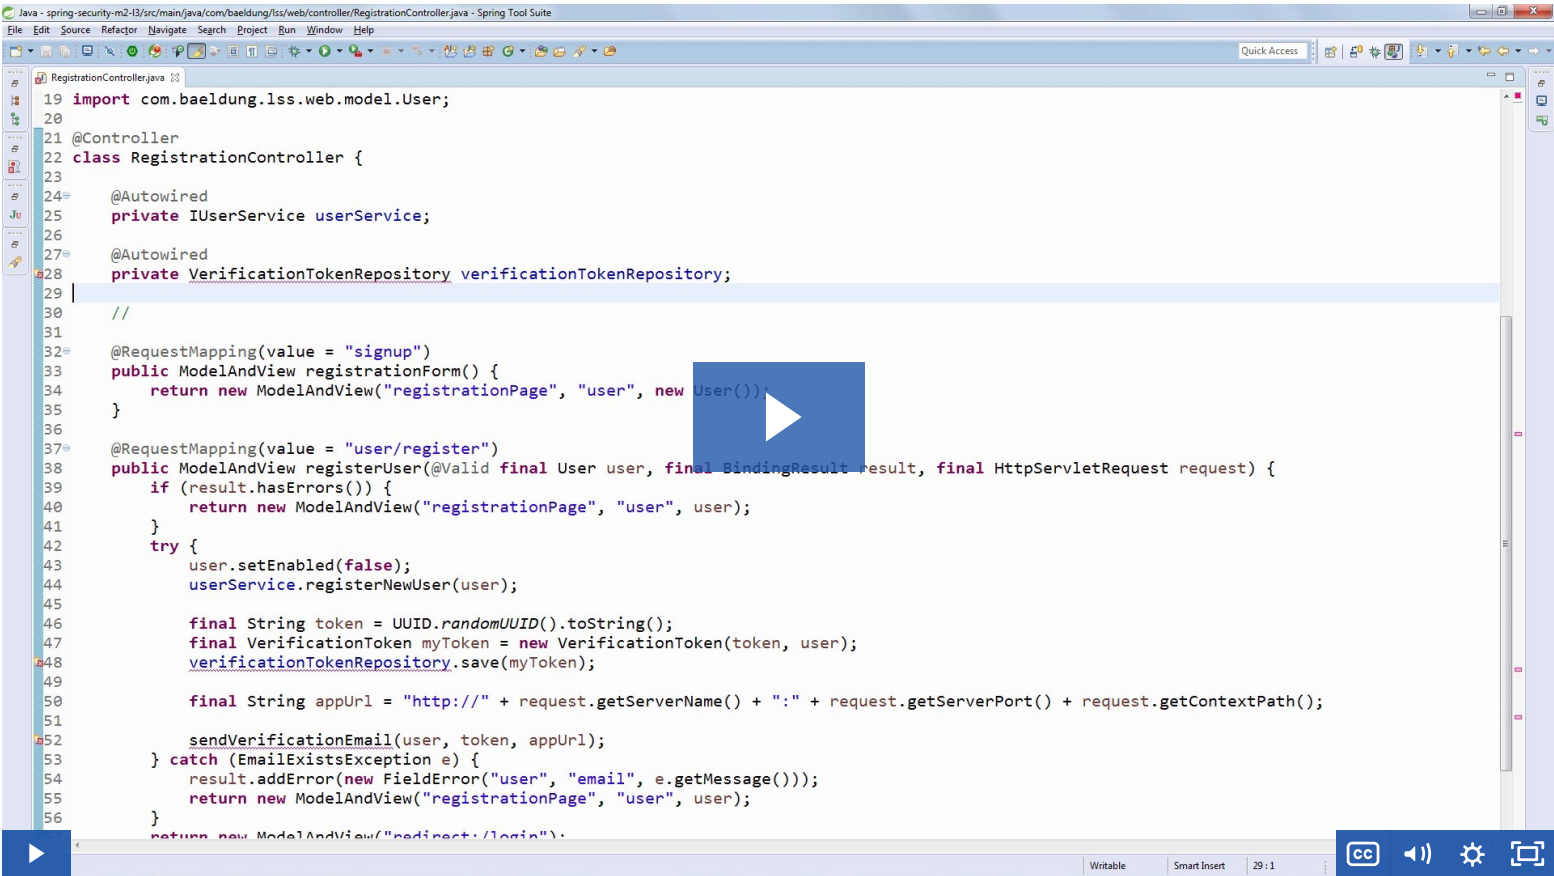 Java - spring-security-m2-l3/src/main/java/com/baeldung/lss/web/controller/RegistrationController.java - Spring Tool Suite
File Edit Source Refactor Navigate Search Project Run Window Help
Quick Access
RegistrationController.java
19 import com.baeldung.lss.web.model.User;
20
21 @Controller
22 class RegistrationController {
23
24 @Autowired
25 private IUserService userService;
26
27 @Autowired
28 private VerificationTokenRepository verificationTokenRepository;
29
30 //
31
32 @RequestMapping(value = "signup")
33 public ModelAndView registrationForm() {
34 return new ModelAndView("registrationPage", "user", new User());
35 }
36
37 @RequestMapping(value = "user/register")
38 public ModelAndView registerUser(@Valid final User user, final BindingResult result, final HttpServletRequest request) {
39 if (result.hasErrors()) {
40 return new ModelAndView("registrationPage", "user", user);
41 }
42 try {
43 user.setEnabled(false);
44 userService.registerNewUser(user);
45
46 final String token = UUID.randomUUID().toString();
47 final VerificationToken myToken = new VerificationToken(token, user);
48 verificationTokenRepository.save(myToken);
49
50 final String appUrl = "http://" + request.getServerName() + ":" + request.getServerPort() + request.getContextPath();
51
52 sendVerificationEmail(user, token, appUrl);
53 } catch (EmailExistsException e) {
54 result.addError(new FieldError("user", "email", e.getMessage()));
55 return new ModelAndView("registrationPage", "user", user);
56 }
return new ModelAndView("redirect:/login");
Writable Smart Insert 29 : 1
CC